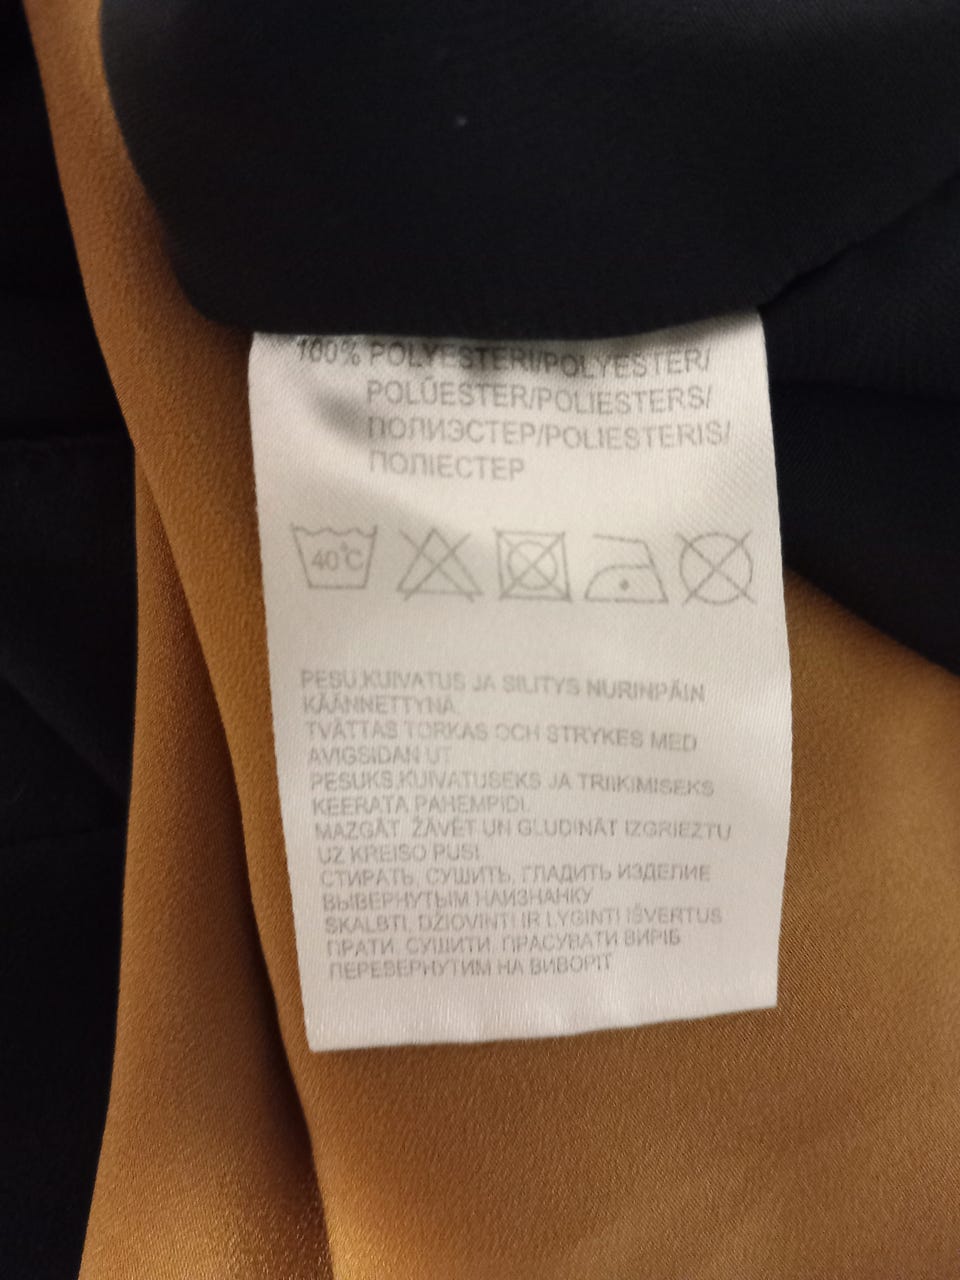 100% POLYESTERI/POLYESTER/
POLÜESTER/POLIESTERS/
ПОЛИЭСТЕР/POLIESTERIS/
ПОЛІЕСТЕР
40°C
PESU,KUIVATUS JA SILITYS NURINPÄIN
KÄÄNNETTYNÄ.
TVÄTTAS TORKAS OCH STRYKES MED
AVIGSIDAN UT
PESUKS,KUIVATUSEKS JA TRIIKIMISEKS
KEERATA PAHEMPIDI.
MAZGĀT, ŽĀVĒT UN GLUDINĀT IZGRIEZTU
UZ KREISO PUSI
СТИРАТЬ, СУШИТЬ, ГЛАДИТЬ ИЗДЕЛИЕ
ВЫВЕРНУТЫМ НАИЗНАНКУ
SKALBTI, DŽIOVINTI IR LYGINTI IŠVERTUS
ПРАТИ, СУШИТИ, ПРАСУВАТИ ВИРІБ
ПЕРЕВЕРНУТИМ НА ВИВОРІТ